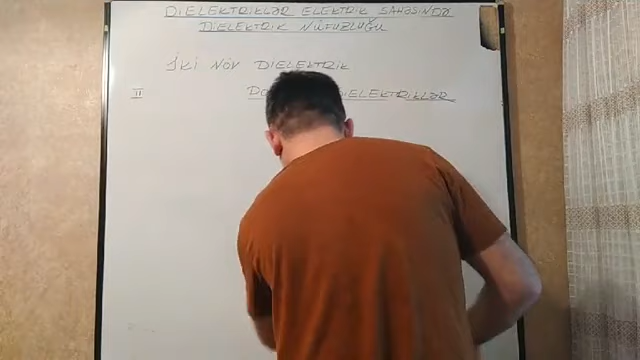 DIELEKTRIKLƏR ELEKTRIK SAHƏSINDƏ
DIELEKTRIK NÜFUZLUĞU
İKI NÖV DIELEKTRIK
II DIELEKTRIKLƏR